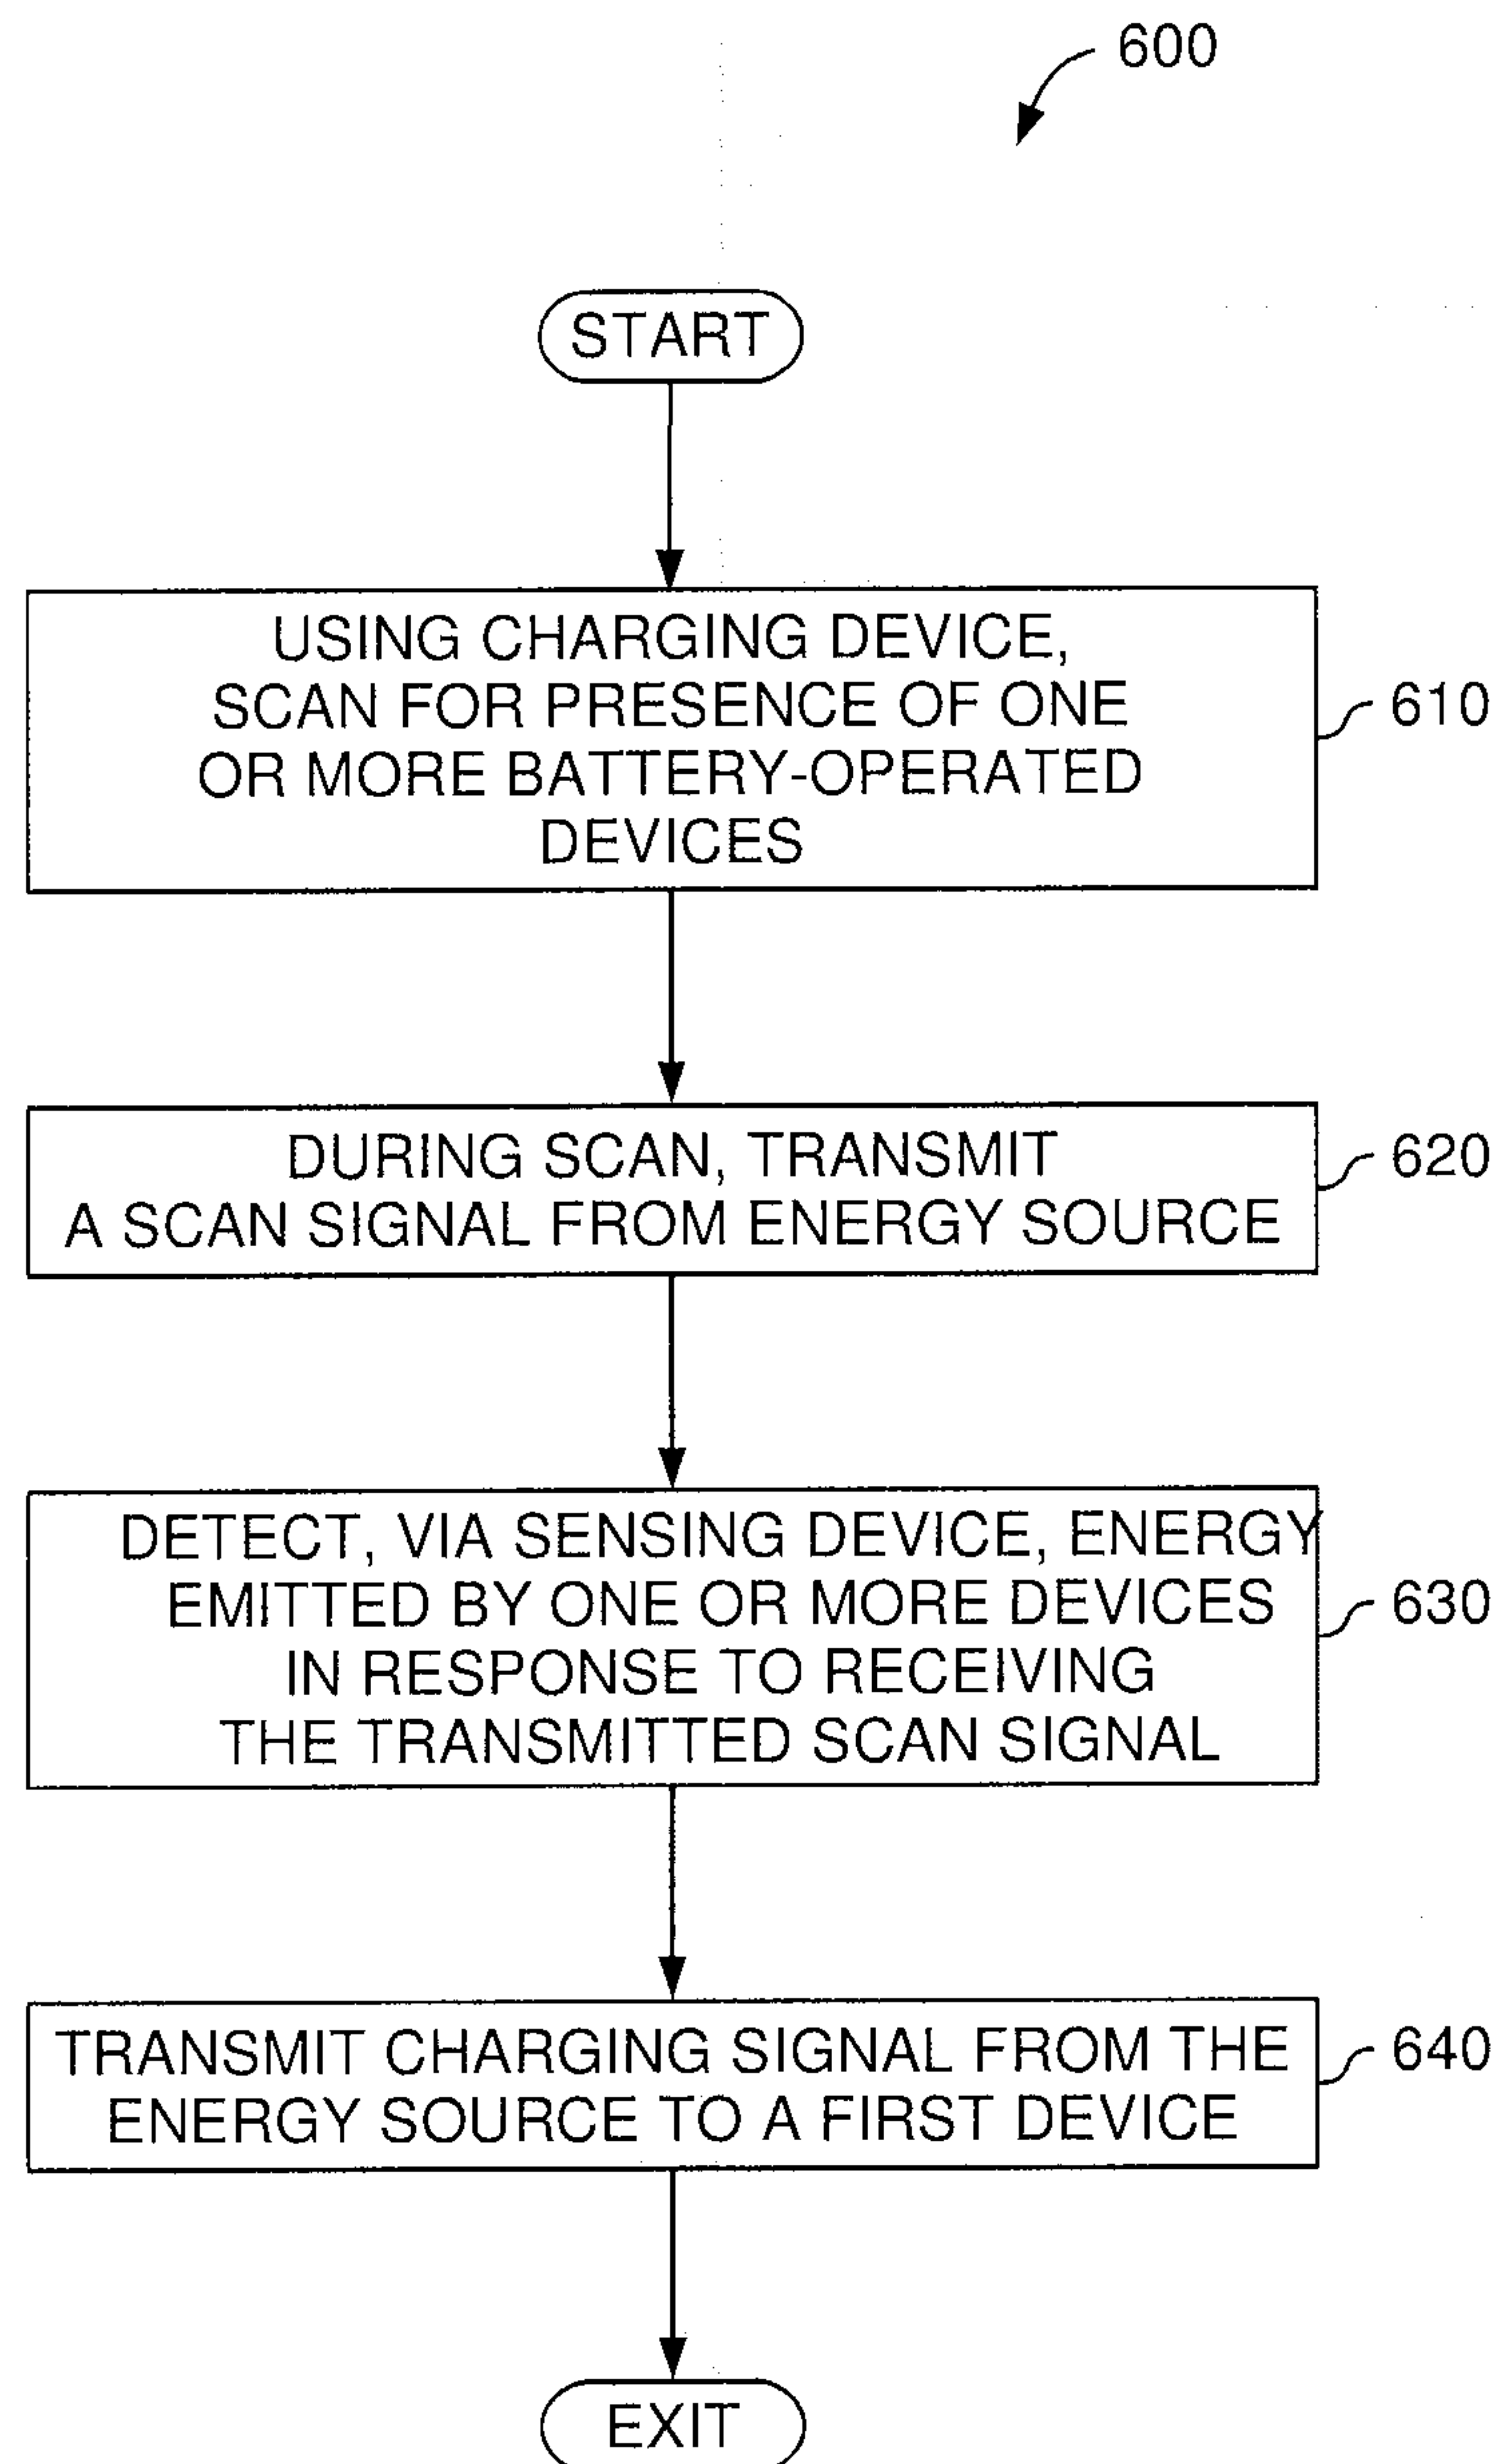 600
START
USING CHARGING DEVICE,
SCAN FOR PRESENCE OF ONE
OR MORE BATTERY-OPERATED
DEVICES
610
DURING SCAN, TRANSMIT
A SCAN SIGNAL FROM ENERGY SOURCE
620
DETECT, VIA SENSING DEVICE, ENERGY
EMITTED BY ONE OR MORE DEVICES
IN RESPONSE TO RECEIVING
THE TRANSMITTED SCAN SIGNAL
630
TRANSMIT CHARGING SIGNAL FROM THE
ENERGY SOURCE TO A FIRST DEVICE
640
EXIT